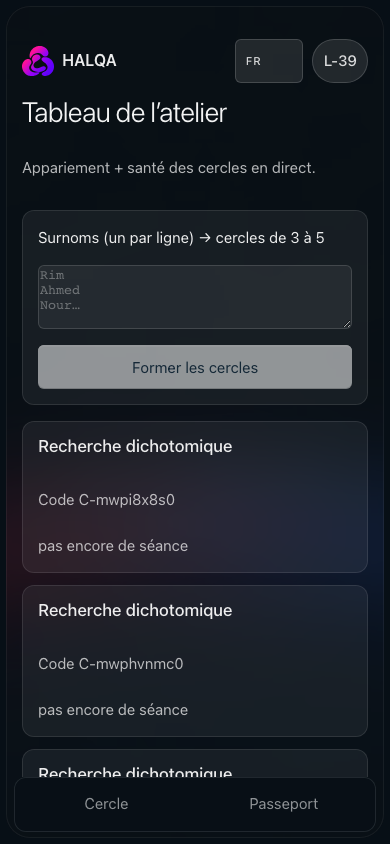 HALQA
FR
L-39
Tableau de l’atelier
Appariement + santé des cercles en direct.
Surnoms (un par ligne) → cercles de 3 à 5
Rim
Ahmed
Nour…
Former les cercles
Recherche dichotomique
Code C-mwpi8x8s0
pas encore de séance
Recherche dichotomique
Code C-mwphvnmc0
pas encore de séance
Recherche dichotomique
Cercle
Passeport